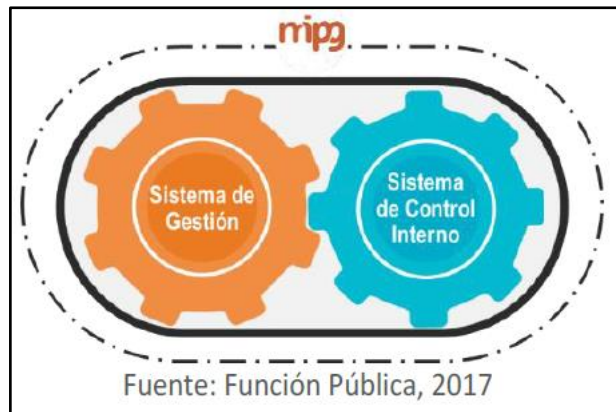 mipg
Sistema de
Gestión
Sistema
de Control
Interno
Fuente: Función Pública, 2017